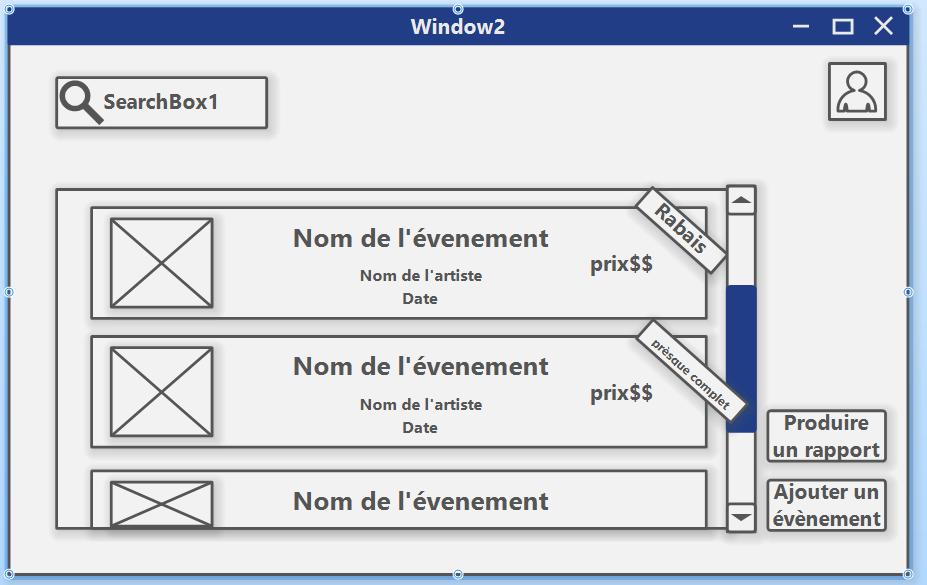 Window2
SearchBox1
Rabais
Nom de l'évenement
prix$$
Nom de l'artiste
Date
prèsque complet
Nom de l'évenement
prix$$
Nom de l'artiste
Date
Nom de l'évenement
Produire
un rapport
Ajouter un
évènement